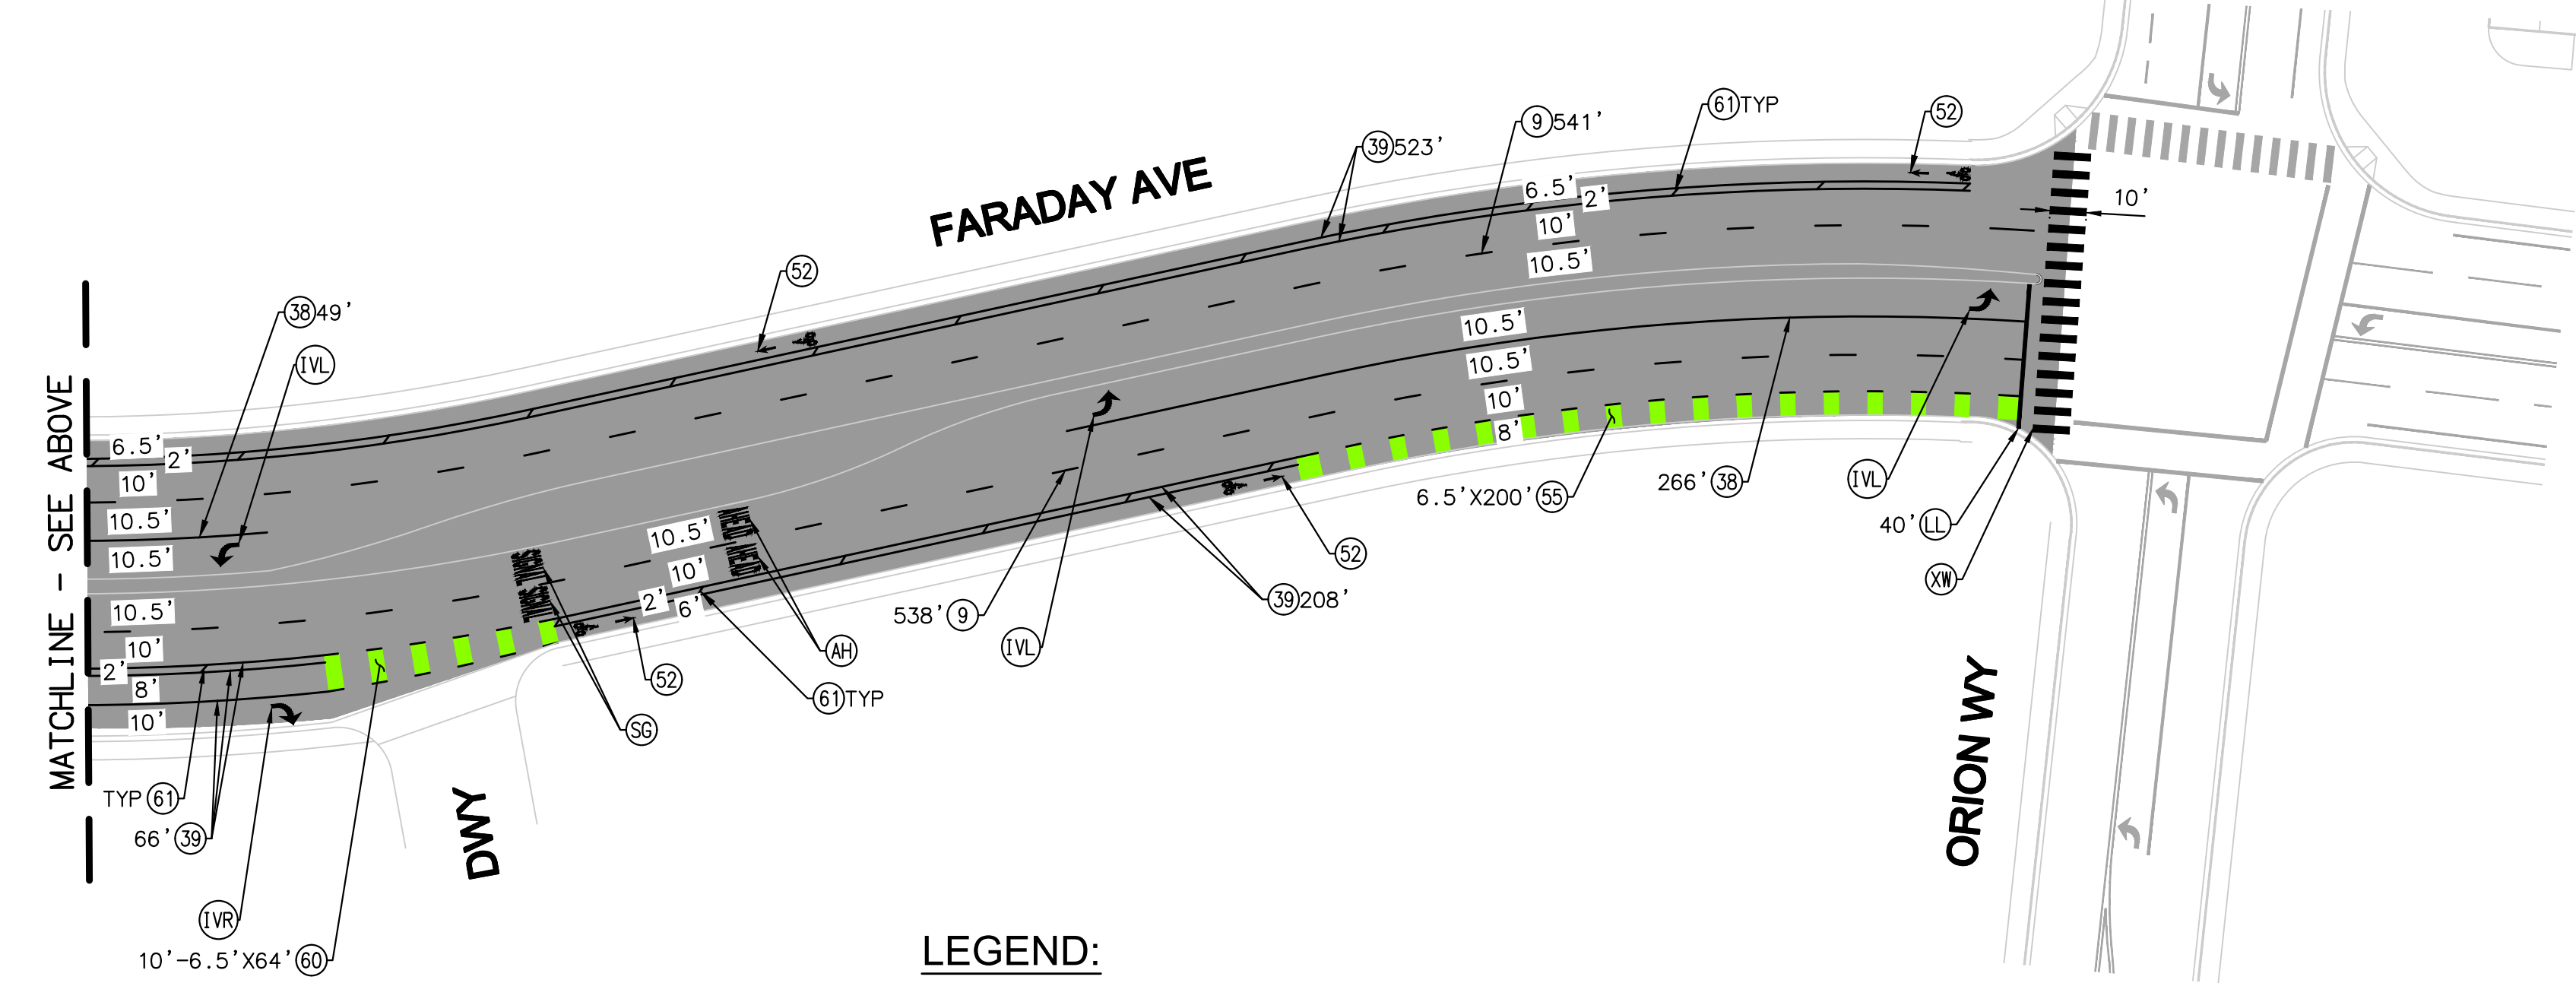 FARADAY AVE
MATCHLINE - SEE ABOVE
(38)49'
(IVL)
(52)
(39)523'
(9)541'
(61)TYP
(52)
10'
6.5'
2'
10'
10.5'
10.5'
10.5'
10'
2'
8'
10'
6.5'
2'
10'
10.5'
10.5'
10.5'
10'
8'
10.5'
10'
2'
6'
SIGNAL
SIGNAL
AHEAD
AHEAD
TYP(61)
66'(39)
(IVR)
10'-6.5'X64'(60)
(SG)
(52)
(AH)
(61)TYP
538'(9)
(IVL)
(39)208'
(52)
6.5'X200'(55)
266'(38)
(IVL)
40'(LL)
(XW)
DWY
ORION WY
LEGEND: